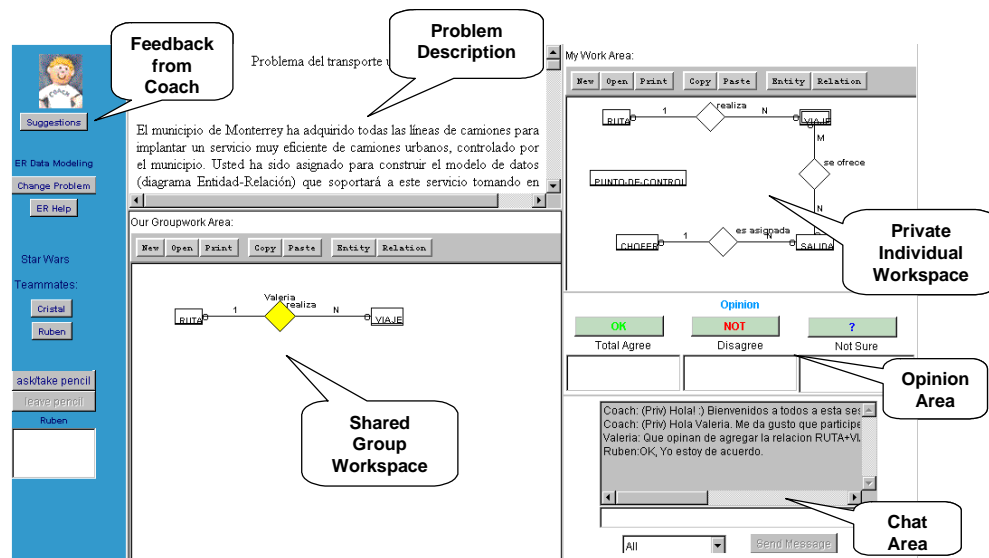 Feedback
from
Coach
Suggestions
ER Data Modeling
Change Problem
ER Help
Star Wars
Teammates:
Cristal
Ruben
ask/take pencil
leave pencil
Ruben
Problem
Description
Problema del transporte
El municipio de Monterrey ha adquirido todas las líneas de camiones para
implantar un servicio muy eficiente de camiones urbanos, controlado por
el municipio. Usted ha sido asignado para construir el modelo de datos
(diagrama Entidad-Relación) que soportará a este servicio tomando en
Our Groupwork Area:
New Open Print Copy Paste Entity Relation
Valeria
realiza
RUTA 1 N VIAJE
Shared
Group
Workspace
My Work Area:
New Open Print Copy Paste Entity Relation
realiza
RUTA 1 N VIAJE
M
se ofrece
PUNTO-DE-CONTROL
N
es asignada
CHOFER 1 N SALIDA
Private
Individual
Workspace
Opinion
OK NOT ?
Total Agree Disagree Not Sure
Opinion
Area
Coach: (Priv) Hola! :) Bienvenidos a todos a esta ses
Coach: (Priv) Hola Valeria. Me da gusto que participe
Valeria: Que opinan de agregar la relacion RUTA+VI
Ruben:OK, Yo estoy de acuerdo.
All Send Message
Chat
Area